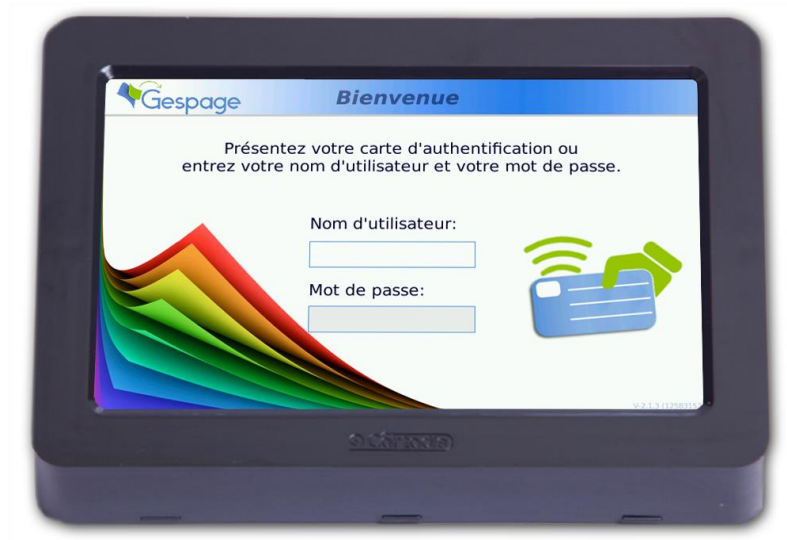 Gespage
Bienvenue
Présentez votre carte d'authentification ou
entrez votre nom d'utilisateur et votre mot de passe.
Nom d'utilisateur:
Mot de passe: